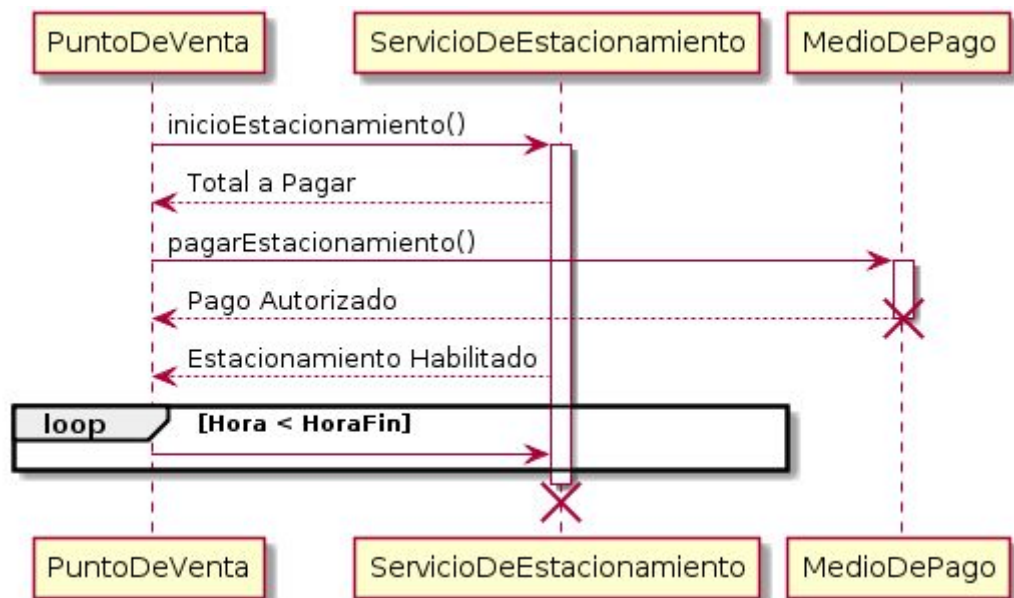 PuntoDeVenta ServicioDeEstacionamiento MedioDePago
inicioEstacionamiento()
Total a Pagar
pagarEstacionamiento()
Pago Autorizado
Estacionamiento Habilitado
loop [Hora < HoraFin]
PuntoDeVenta ServicioDeEstacionamiento MedioDePago